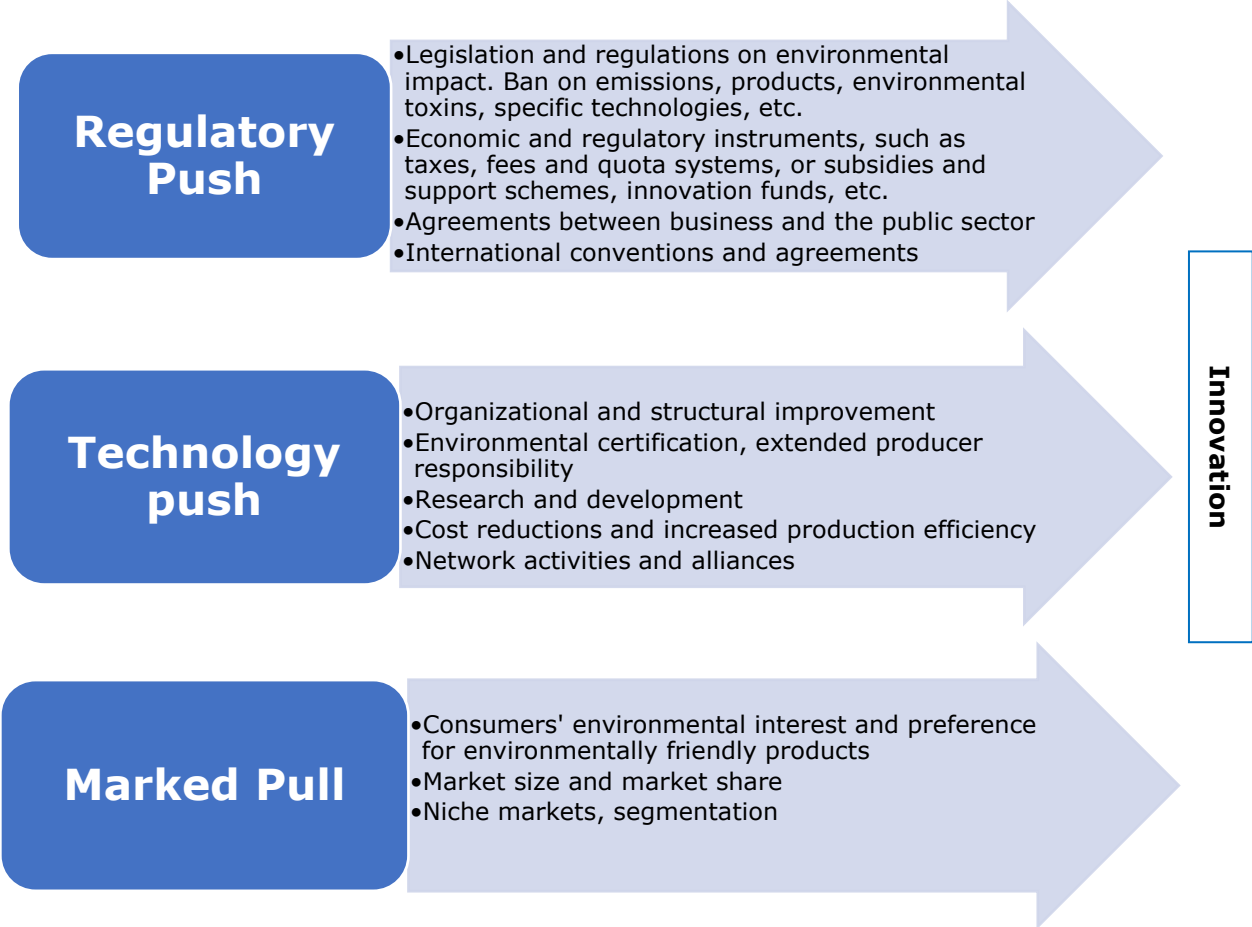 Regulatory
Push
•Legislation and regulations on environmental
impact. Ban on emissions, products, environmental
toxins, specific technologies, etc.
•Economic and regulatory instruments, such as
taxes, fees and quota systems, or subsidies and
support schemes, innovation funds, etc.
•Agreements between business and the public sector
•International conventions and agreements
Technology
push
•Organizational and structural improvement
•Environmental certification, extended producer
responsibility
•Research and development
•Cost reductions and increased production efficiency
•Network activities and alliances
Marked Pull
•Consumers' environmental interest and preference
for environmentally friendly products
•Market size and market share
•Niche markets, segmentation
Innovation